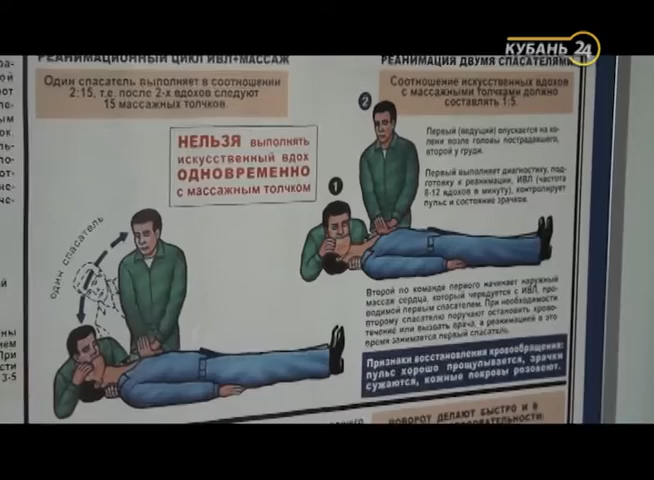 КУБАНЬ 24
РЕАНИМАЦИОННЫЙ ЦИКЛ ИВЛ+МАССАЖ
Один спасатель выполняет в соотношении
2:15, т.е. после 2-х вдохов следуют
15 массажных толчков.
НЕЛЬЗЯ выполнять
искусственный вдох
ОДНОВРЕМЕННО
с массажным толчком
один спасатель
РЕАНИМАЦИЯ ДВУМЯ СПАСАТЕЛЯМИ
Соотношение искусственных вдохов
с массажными толчками должно
составлять 1:5.
2
1
Первый (ведущий) опускается на ко-
лени возле головы пострадавшего,
второй у груди.
Первый выполняет диагностику, под-
готовку к реанимации, ИВЛ (частота
8-12 вдохов в минуту), контролирует
пульс и состояние зрачков.
Второй по команде первого начинает наружный
массаж сердца, который чередуется с ИВЛ, про-
водимой первым спасателем. При необходимости
второму спасателю поручают остановить крово-
течение или вызвать врача, а реанимацией в это
время занимается первый спасатель.
Признаки восстановления кровообращения:
пульс хорошо прощупывается, зрачки
сужаются, кожные покровы розовеют.
ПОВОРОТ ДЕЛАЮТ БЫСТРО И В
При
3-5